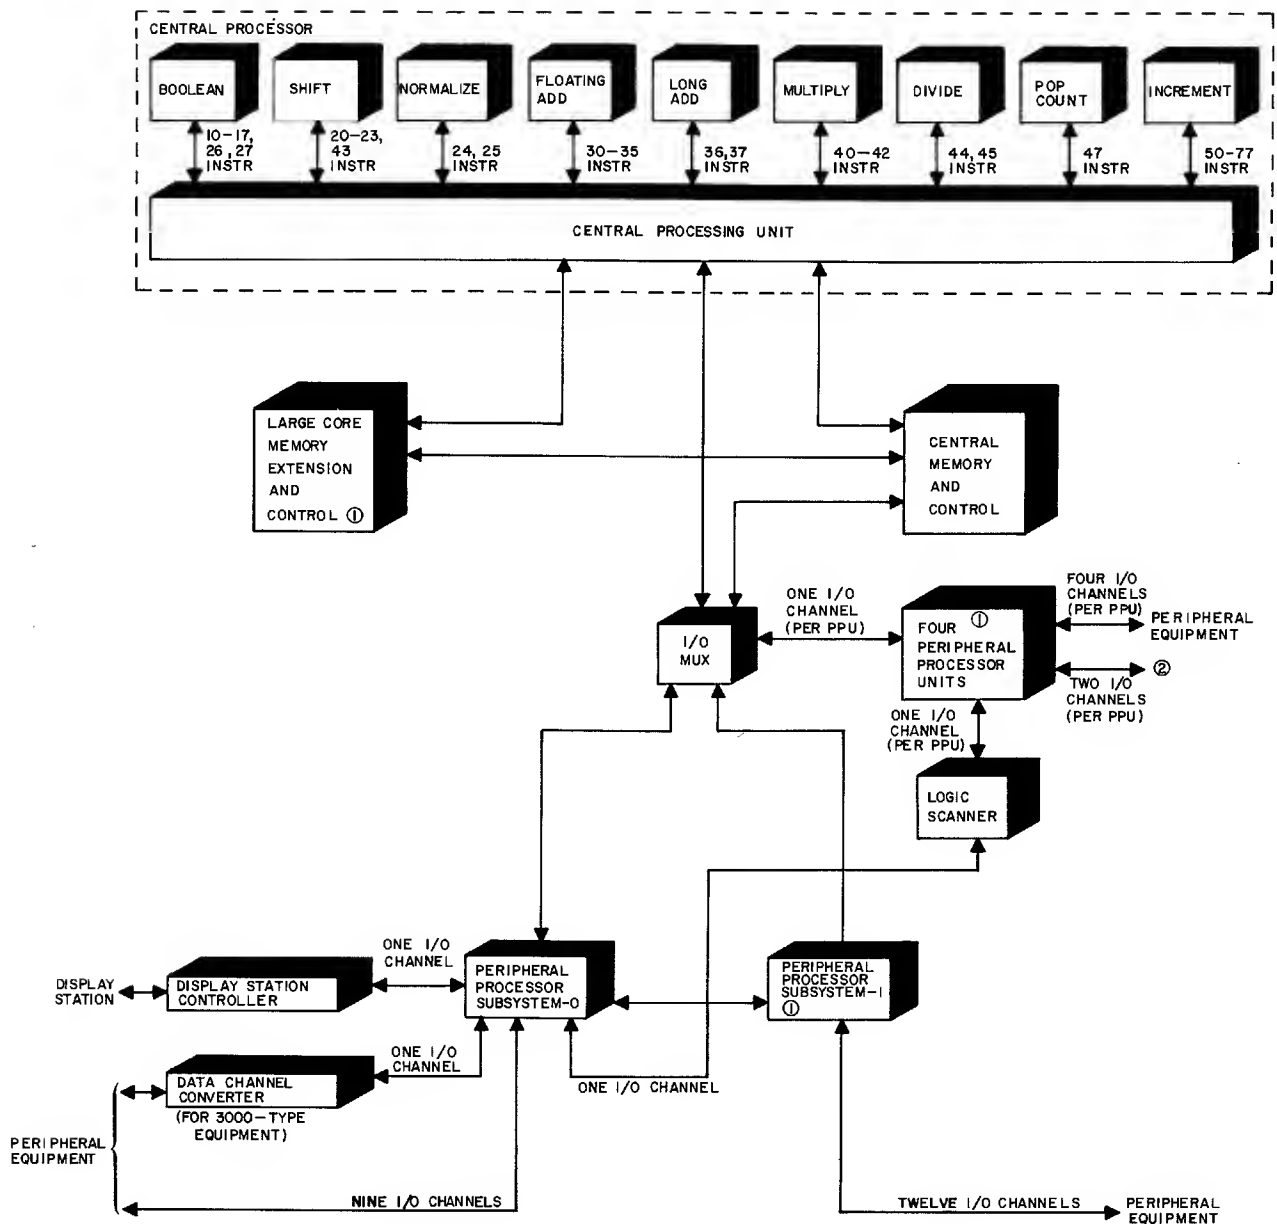 CENTRAL PROCESSOR
BOOLEAN
SHIFT
NORMALIZE
FLOATING
ADD
LONG
ADD
MULTIPLY
DIVIDE
POP
COUNT
INCREMENT
10-17,
26,27
INSTR
20-23,
43
INSTR
24,25
INSTR
30-35
INSTR
36,37
INSTR
40-42
INSTR
44,45
INSTR
47
INSTR
50-77
INSTR
CENTRAL PROCESSING UNIT
LARGE CORE
MEMORY
EXTENSION
AND
CONTROL ①
CENTRAL
MEMORY
AND
CONTROL
I/O
MUX
ONE I/O
CHANNEL
(PER PPU)
FOUR ①
PERIPHERAL
PROCESSOR
UNITS
FOUR I/O
CHANNELS
(PER PPU)
PERIPHERAL
EQUIPMENT
②
TWO I/O
CHANNELS
(PER PPU)
ONE I/O
CHANNEL
(PER PPU)
LOGIC
SCANNER
DISPLAY
STATION
DISPLAY STATION
CONTROLLER
ONE I/O
CHANNEL
PERIPHERAL
PROCESSOR
SUBSYSTEM-0
PERIPHERAL
PROCESSOR
SUBSYSTEM-1
①
DATA CHANNEL
CONVERTER
(FOR 3000-TYPE
EQUIPMENT)
ONE I/O
CHANNEL
ONE I/O CHANNEL
PERIPHERAL
EQUIPMENT
NINE I/O CHANNELS
TWELVE I/O CHANNELS
PERIPHERAL
EQUIPMENT